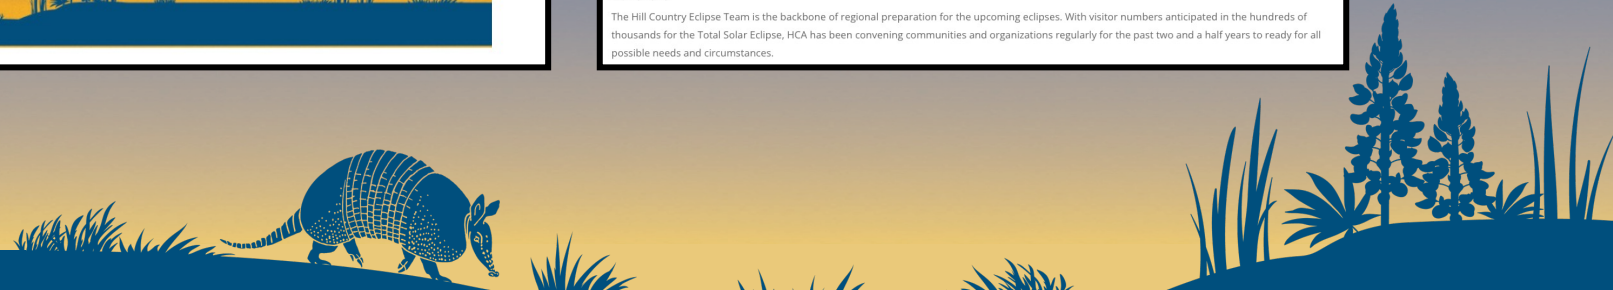 The Hill Country Eclipse Team is the backbone of regional preparation for the upcoming eclipses. With visitor numbers anticipated in the hundreds of
thousands for the Total Solar Eclipse, HCA has been convening communities and organizations regularly for the past two and a half years to ready for all
possible needs and circumstances.